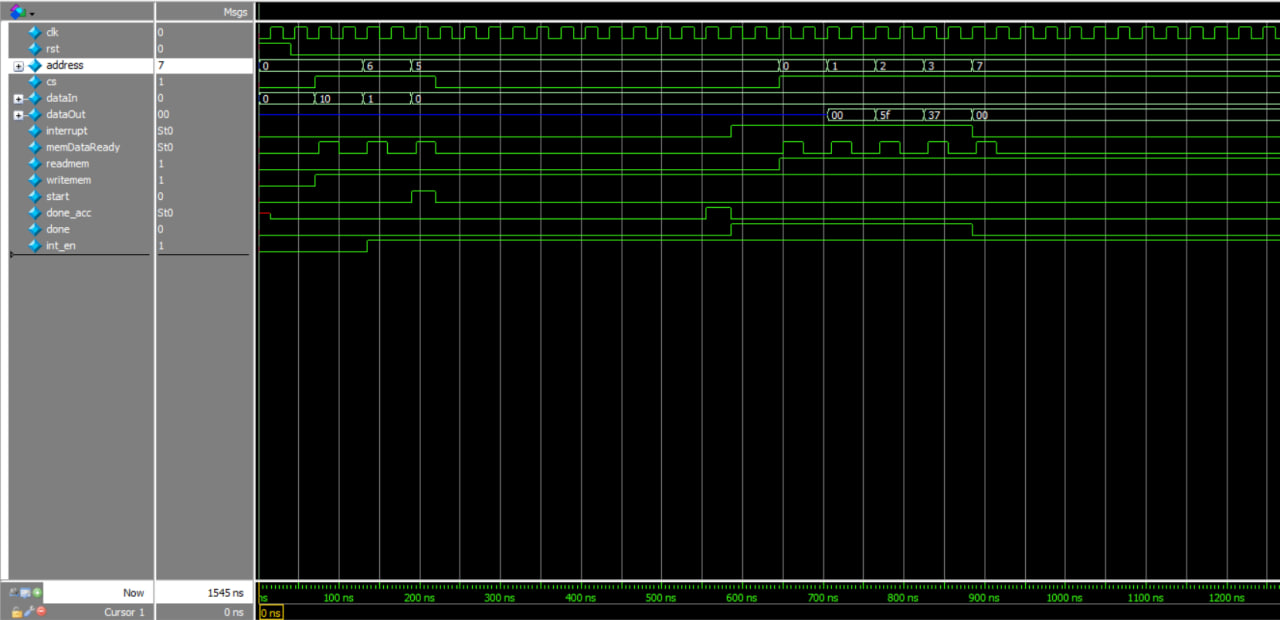 Msgs
clk 0
rst 0
address 7 0 6 5 0 1 2 3 7
cs 1
dataIn 0 0 10 1 0
dataOut 00 00 5f 37 00
interrupt St0
memDataReady St0
readmem 1
writemem 1
start 0
done_acc St0
done 0
int_en 1
Now 1545 ns ns 100 ns 200 ns 300 ns 400 ns 500 ns 600 ns 700 ns 800 ns 900 ns 1000 ns 1100 ns 1200 ns
Cursor 1 0 ns 0 ns